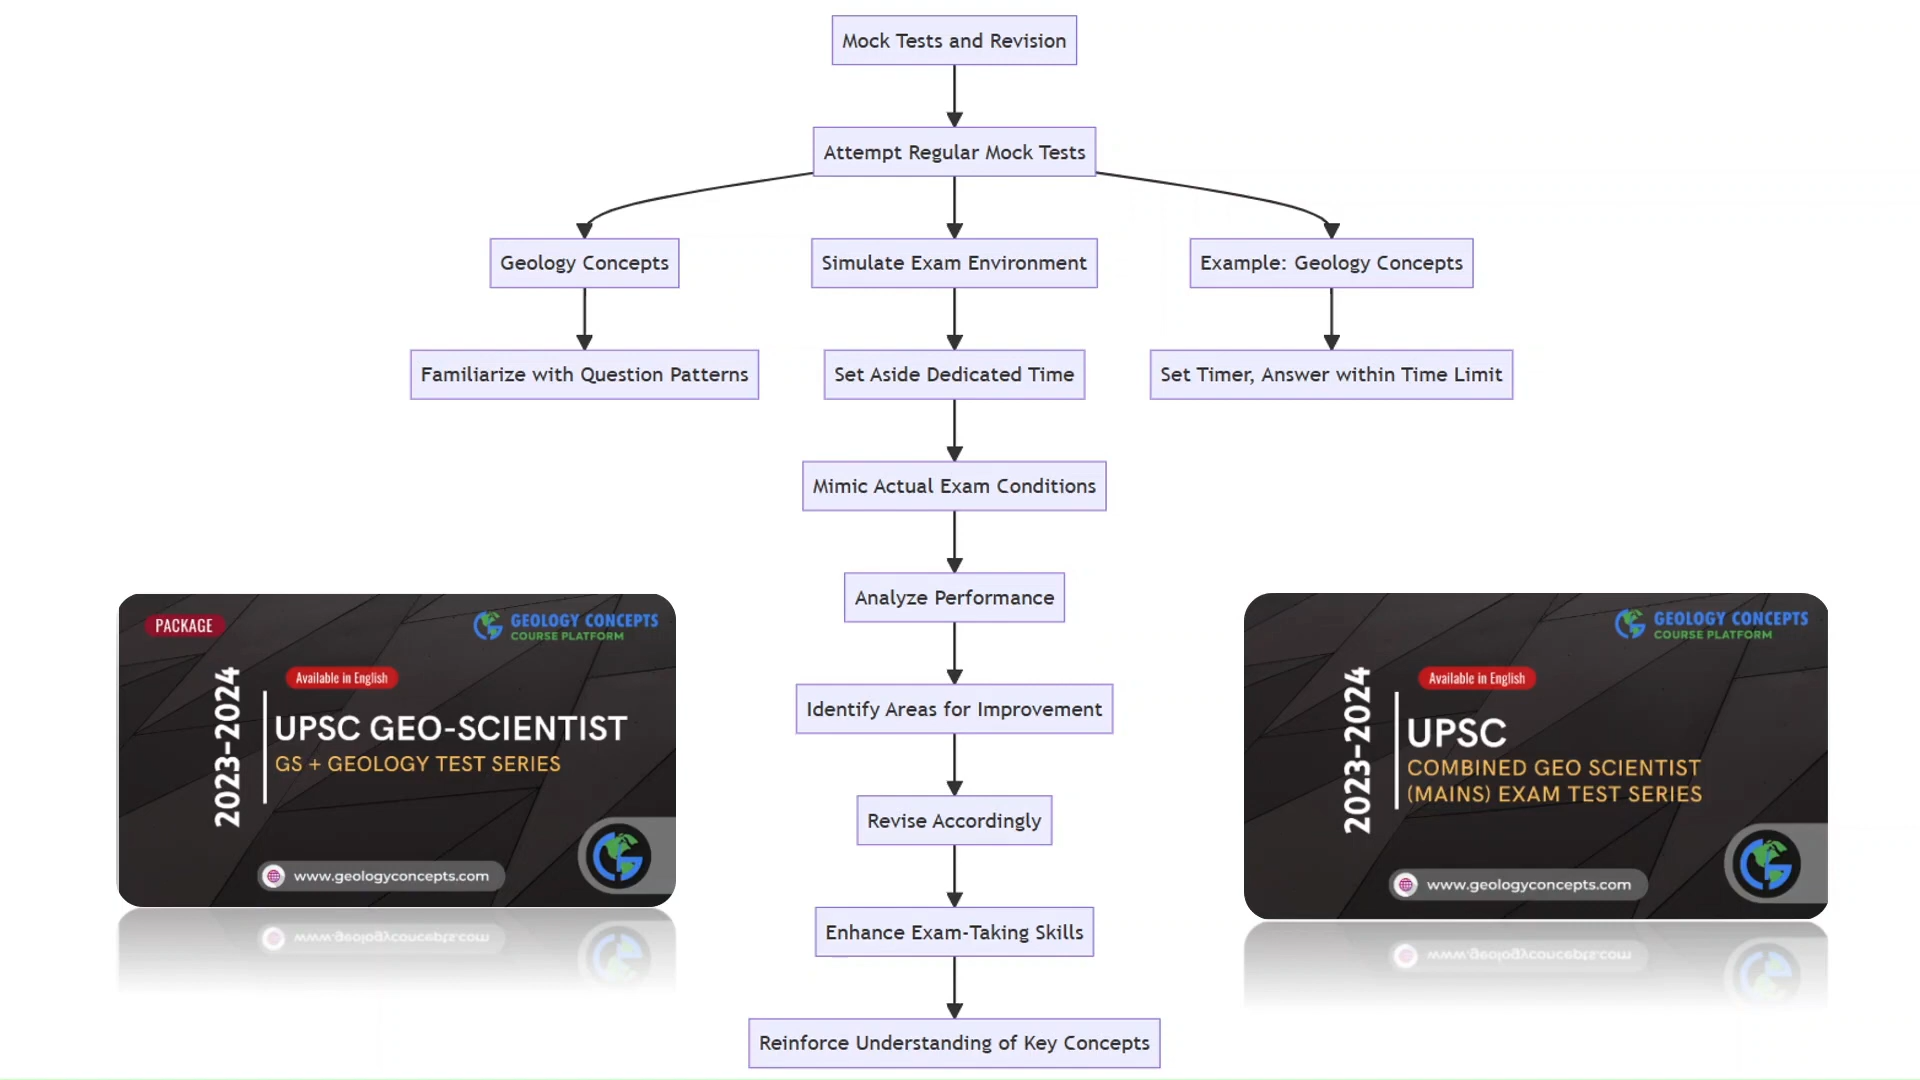 Mock Tests and Revision
Attempt Regular Mock Tests
Geology Concepts
Simulate Exam Environment
Example: Geology Concepts
Familiarize with Question Patterns
Set Aside Dedicated Time
Set Timer, Answer within Time Limit
Mimic Actual Exam Conditions
Analyze Performance
Identify Areas for Improvement
Revise Accordingly
Enhance Exam-Taking Skills
Reinforce Understanding of Key Concepts
PACKAGE
GEOLOGY CONCEPTS
COURSE PLATFORM
2023-2024
Available in English
UPSC GEO-SCIENTIST
GS + GEOLOGY TEST SERIES
www.geologyconcepts.com
GEOLOGY CONCEPTS
COURSE PLATFORM
2023-2024
Available in English
UPSC
COMBINED GEO SCIENTIST
(MAINS) EXAM TEST SERIES
www.geologyconcepts.com